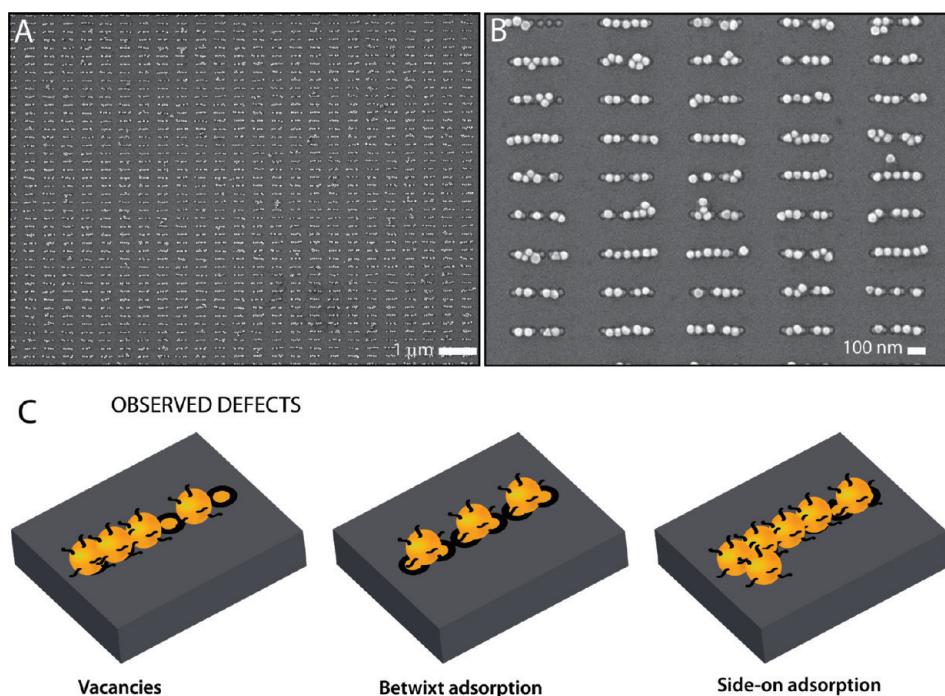 A
B
1 μm
100 nm
C
OBSERVED DEFECTS
Vacancies
Betwixt adsorption
Side-on adsorption